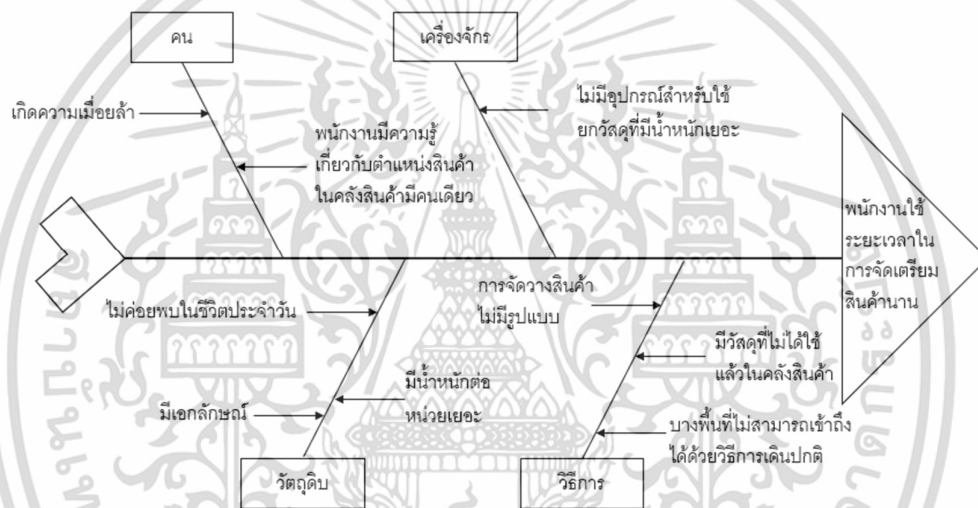 คน
เครื่องจักร
เกิดความเมื่อยล้า
พนักงานมีความรู้
เกี่ยวกับตำแหน่งสินค้า
ในคลังสินค้ามีคนเดียว
ไม่มีอุปกรณ์สำหรับใช้
ยกวัสดุที่มีน้ำหนักเยอะ
พนักงานใช้
ระยะเวลาใน
การจัดเตรียม
สินค้านาน
ไม่ค่อยพบในชีวิตประจำวัน
มีเอกลักษณ์
มีน้ำหนักต่อ
หน่วยเยอะ
การจัดวางสินค้า
ไม่มีรูปแบบ
มีวัสดุที่ไม่ได้ใช้
แล้วในคลังสินค้า
บางพื้นที่ไม่สามารถเข้าถึง
ได้ด้วยวิธีการเดินปกติ
วัตถุดิบ
วิธีการ